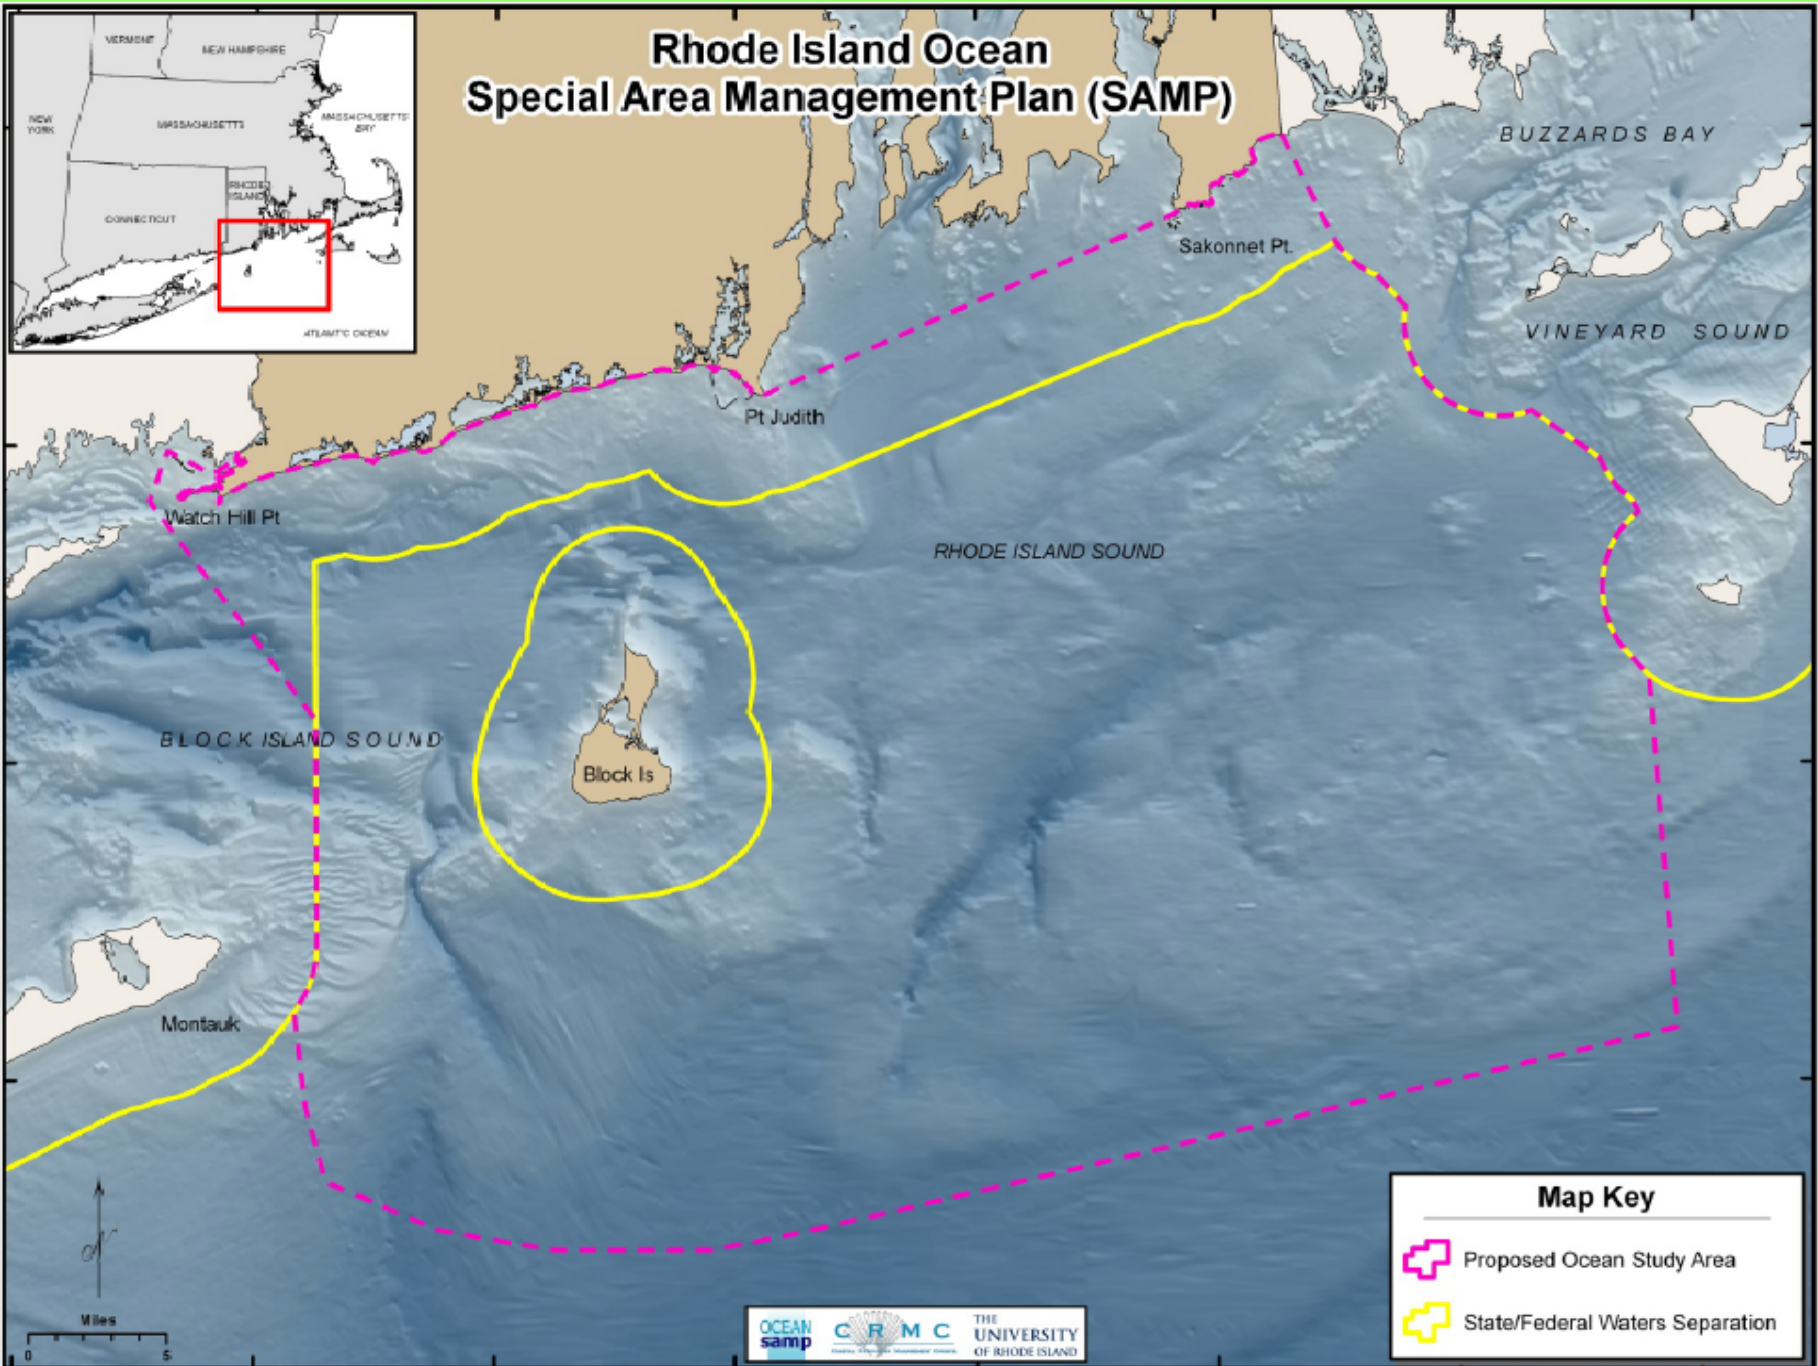 Rhode Island Ocean
Special Area Management Plan (SAMP)
VERMONT
NEW HAMPSHIRE
NEW
YORK
MASSACHUSETTS
MASSACHUSETTS
BAY
RHODE
ISLAND
CONNECTICUT
ATLANTIC OCEAN
BUZZARDS BAY
Sakonnet Pt.
VINEYARD SOUND
Pt Judith
Watch Hill Pt
RHODE ISLAND SOUND
BLOCK ISLAND SOUND
Block Is
Montauk
N
Miles
0 5
OCEAN
samp
CRMC
THE
UNIVERSITY
OF RHODE ISLAND
Map Key
Proposed Ocean Study Area
State/Federal Waters Separation